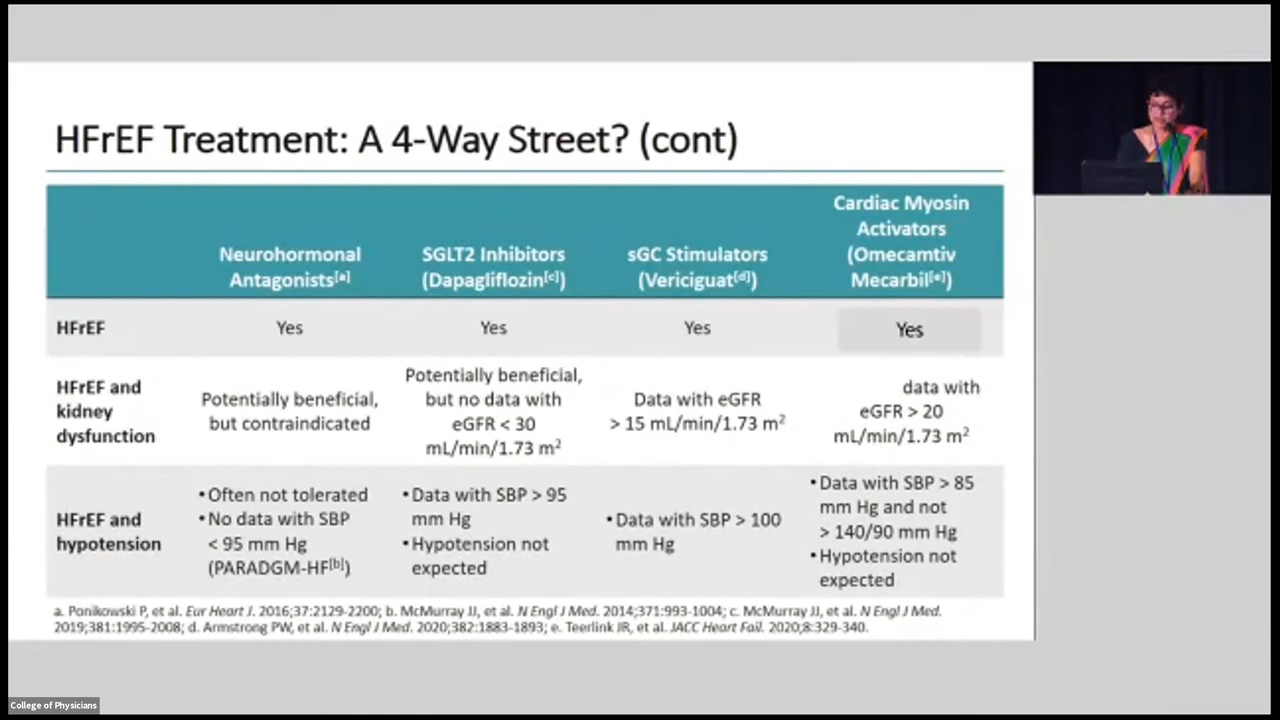 HFrEF Treatment: A 4-Way Street? (cont)
Neurohormonal
Antagonists[a]
SGLT2 Inhibitors
(Dapagliflozin[c])
sGC Stimulators
(Vericiguat[d])
Cardiac Myosin
Activators
(Omecamtiv
Mecarbil[e])
HFrEF
Yes
Yes
Yes
Yes
HFrEF and
kidney
dysfunction
Potentially beneficial,
but contraindicated
Potentially beneficial,
but no data with
eGFR < 30
mL/min/1.73 m²
Data with eGFR
> 15 mL/min/1.73 m²
data with
eGFR > 20
mL/min/1.73 m²
HFrEF and
hypotension
• Often not tolerated
• No data with SBP
< 95 mm Hg
(PARADGM-HF[b])
• Data with SBP > 95
mm Hg
• Hypotension not
expected
• Data with SBP > 100
mm Hg
• Data with SBP > 85
mm Hg and not
> 140/90 mm Hg
• Hypotension not
expected
a. Ponikowski P, et al. Eur Heart J. 2016;37:2129-2200; b. McMurray JJ, et al. N Engl J Med. 2014;371:993-1004; c. McMurray JJ, et al. N Engl J Med.
2019;381:1995-2008; d. Armstrong PW, et al. N Engl J Med. 2020;382:1883-1893; e. Teerlink JR, et al. JACC Heart Fail. 2020;8:329-340.
College of Physicians